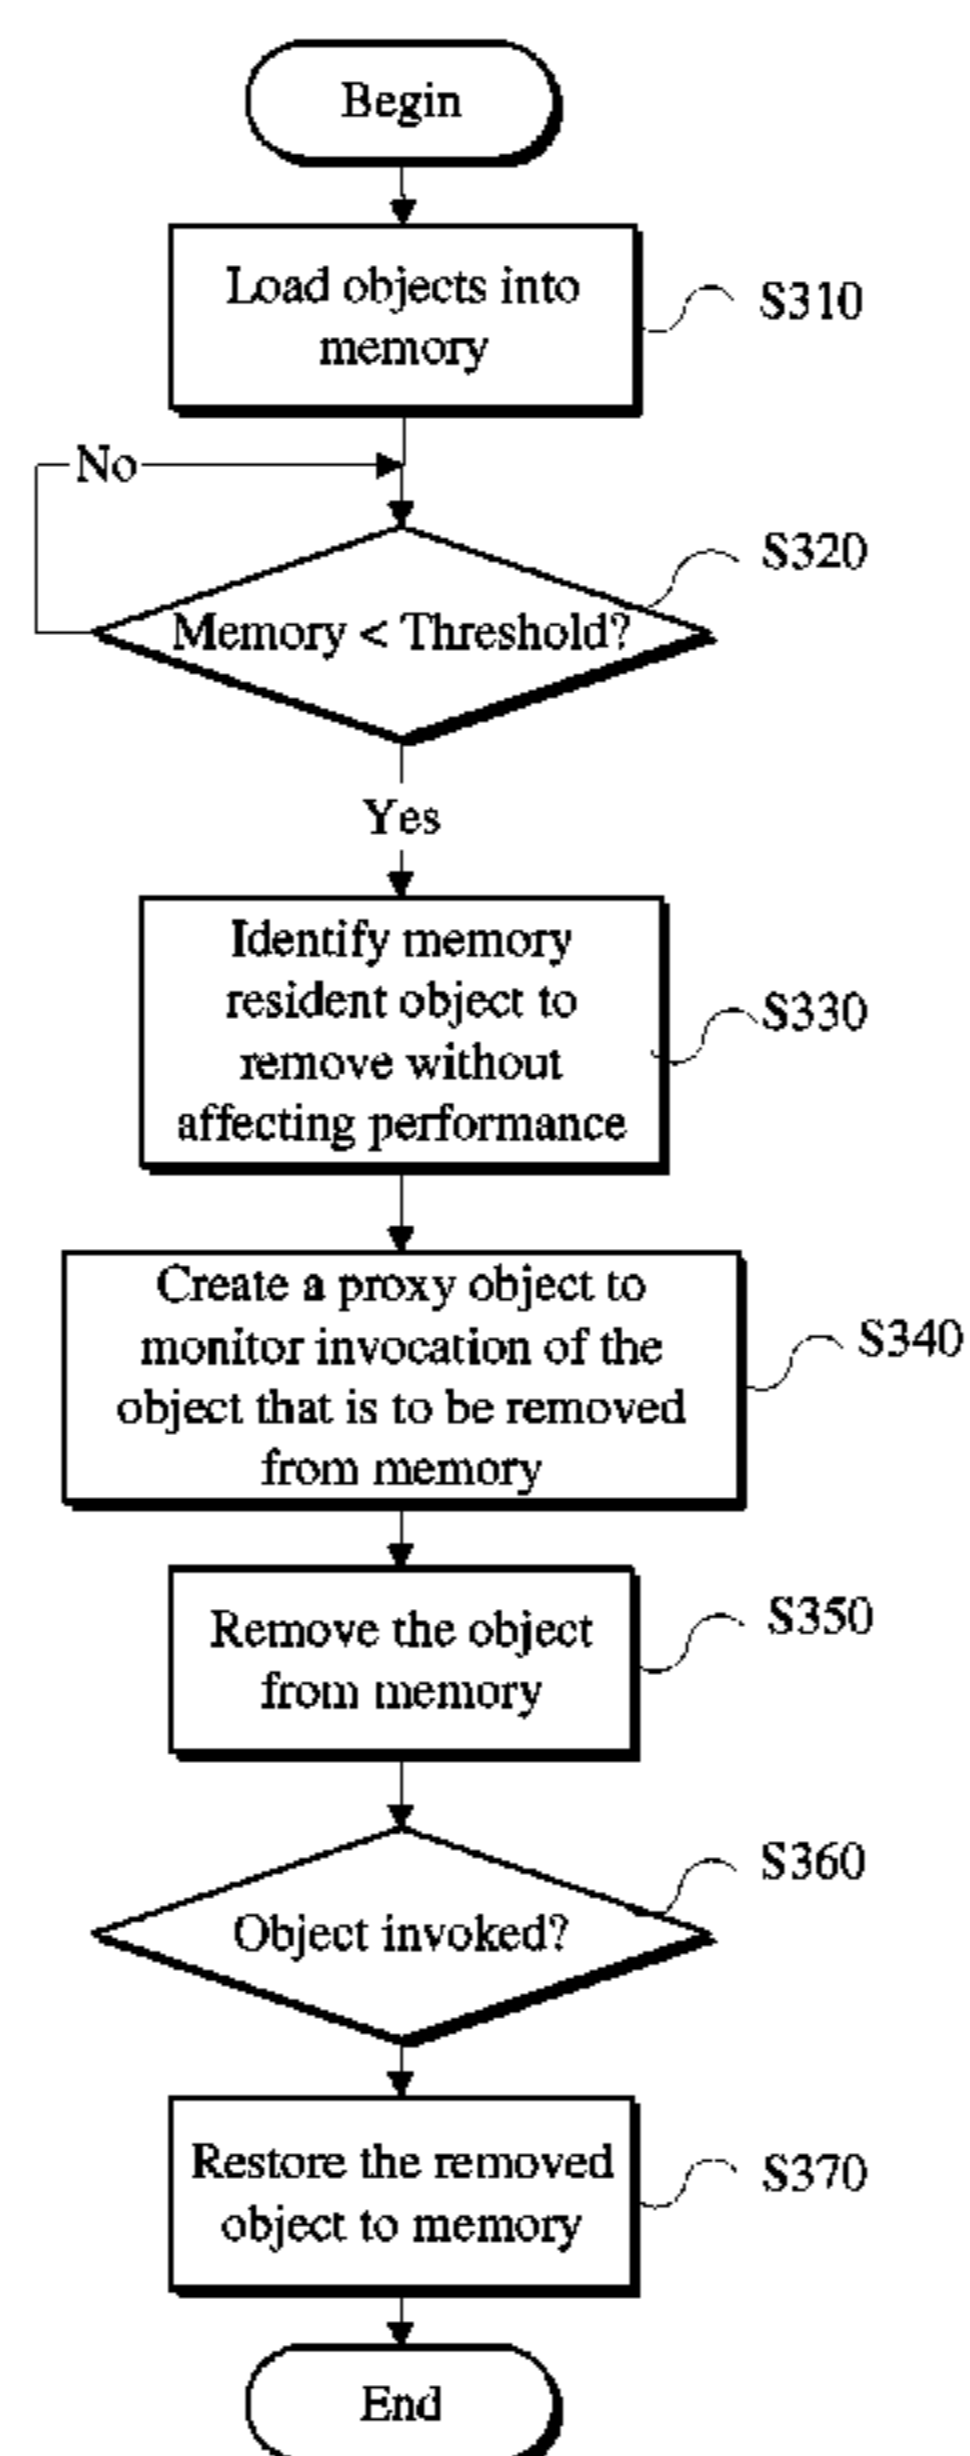 Begin
Load objects into
memory
S310
No
S320
Memory < Threshold?
Yes
Identify memory
resident object to
remove without
affecting performance
S330
Create a proxy object to
monitor invocation of the
object that is to be removed
from memory
S340
Remove the object
from memory
S350
S360
Object invoked?
Restore the removed
object to memory
S370
End